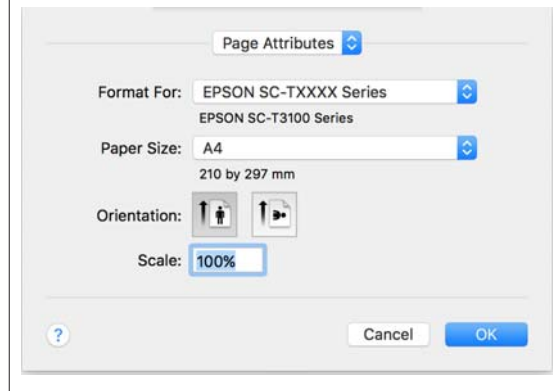 Page Attributes
Format For: EPSON SC-TXXXX Series
EPSON SC-T3100 Series
Paper Size: A4
210 by 297 mm
Orientation:
Scale: 100%
? Cancel OK